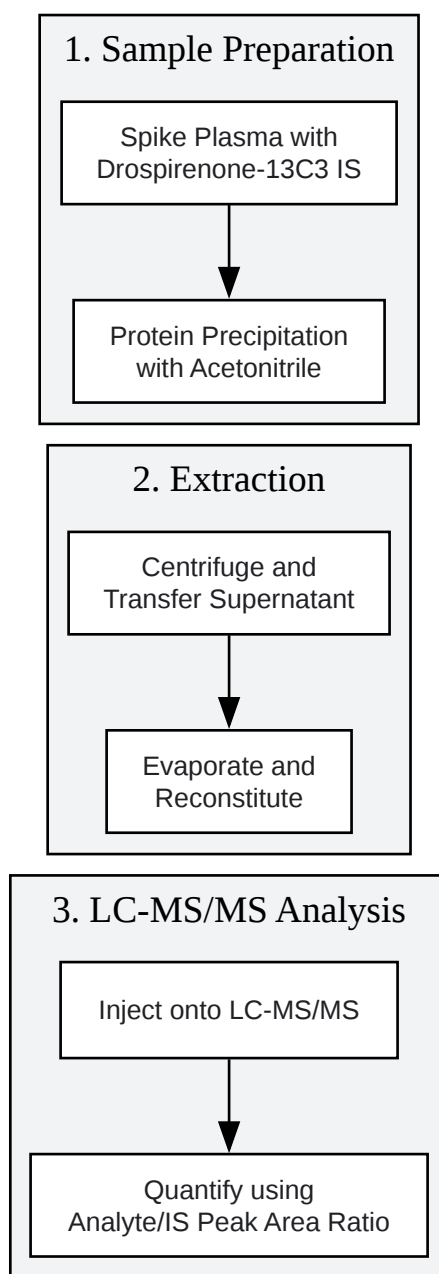 1. Sample Preparation
Spike Plasma with
Drospirenone-13C3 IS
Protein Precipitation
with Acetonitrile
2. Extraction
Centrifuge and
Transfer Supernatant
Evaporate and
Reconstitute
3. LC-MS/MS Analysis
Inject onto LC-MS/MS
Quantify using
Analyte/IS Peak Area Ratio